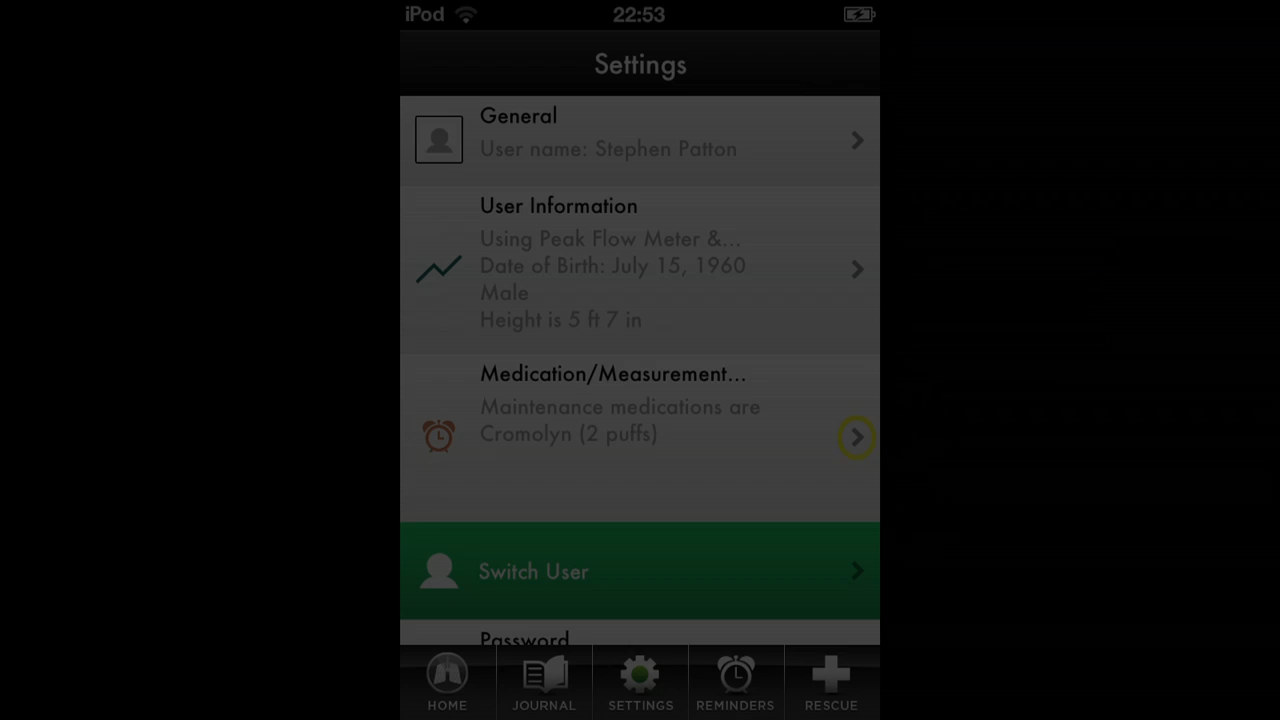 iPod 22:53
Settings
General
User name: Stephen Patton
User Information
Using Peak Flow Meter &...
Date of Birth: July 15, 1960
Male
Height is 5 ft 7 in
Medication/Measurement...
Maintenance medications are
Cromolyn (2 puffs)
Switch User
Password
HOME JOURNAL SETTINGS REMINDERS RESCUE